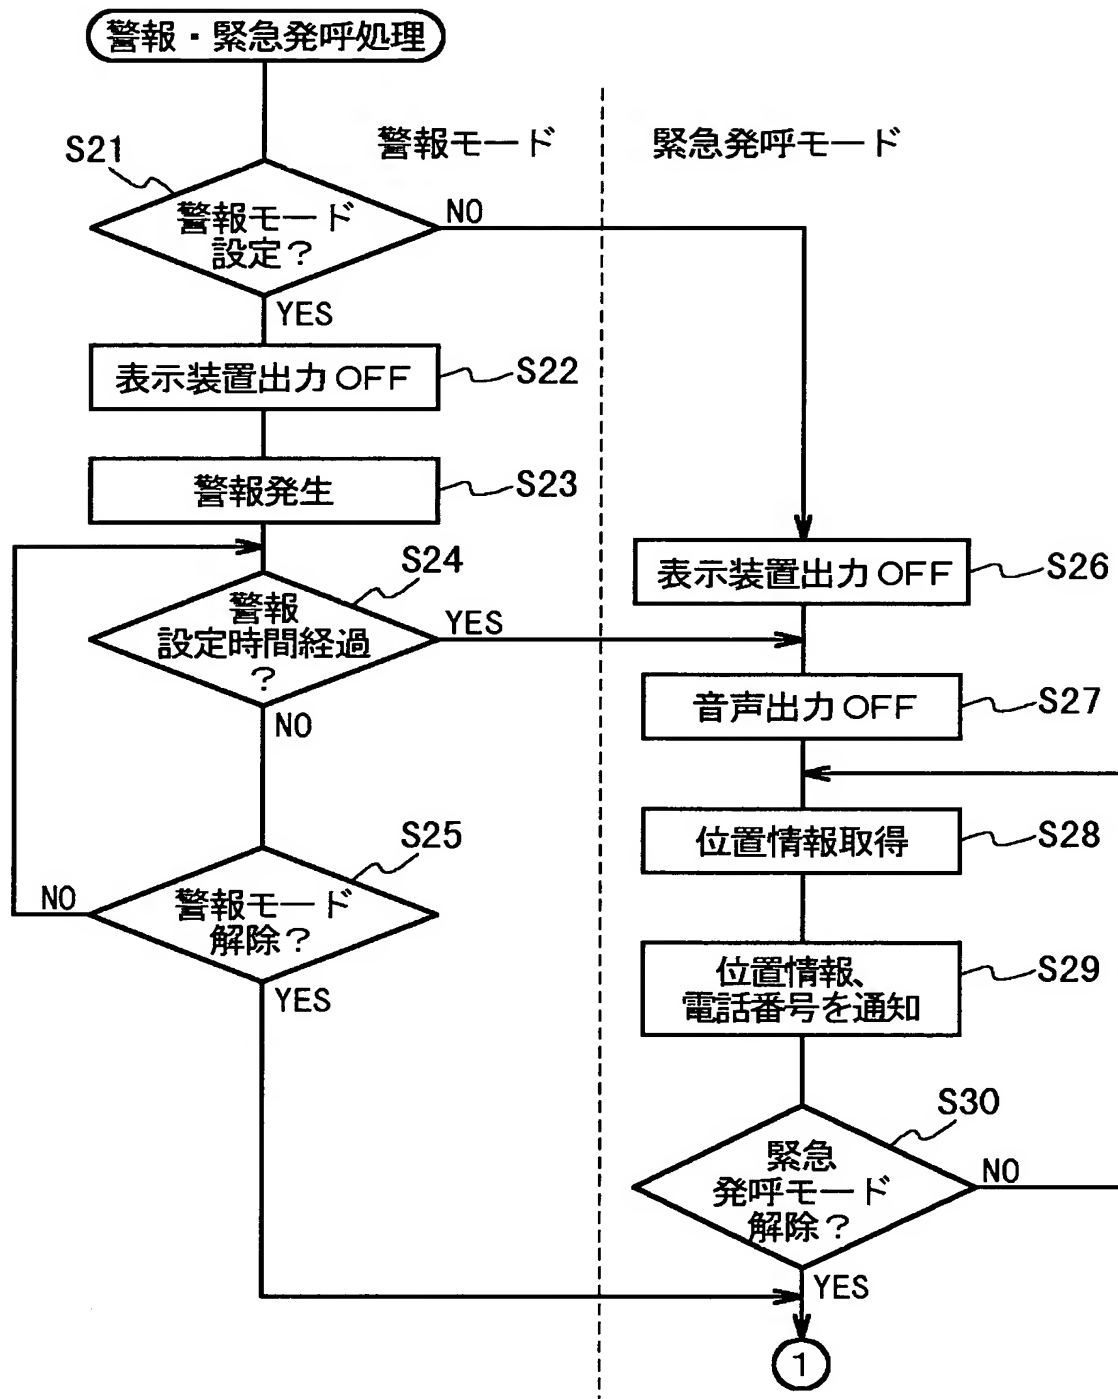 警報・緊急発呼処理
警報モード
緊急発呼モード
S21
警報モード
設定?
NO
YES
表示装置出力OFF
S22
警報発生
S23
S24
警報
設定時間経過
?
YES
NO
S25
警報モード
解除?
NO
YES
表示装置出力OFF
S26
音声出力OFF
S27
位置情報取得
S28
位置情報、
電話番号を通知
S29
S30
緊急
発呼モード
解除?
NO
YES
1